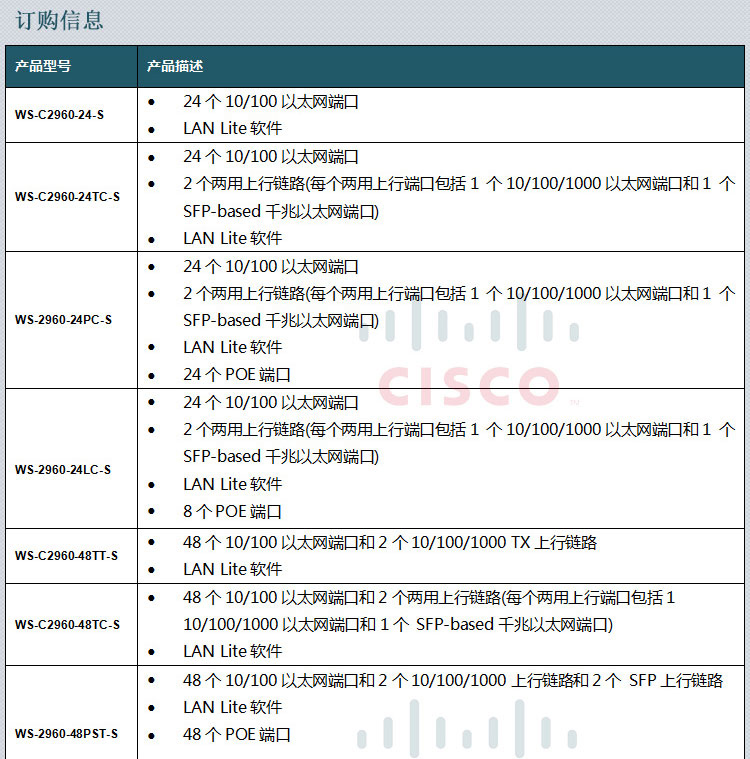 订购信息
产品型号
产品描述
WS-C2960-24-S
● 24 个 10/100 以太网端口
● LAN Lite 软件
WS-C2960-24TC-S
● 24 个 10/100 以太网端口
● 2 个两用上行链路(每个两用上行端口包括 1 个 10/100/1000 以太网端口和 1 个
SFP-based 千兆以太网端口)
● LAN Lite 软件
WS-2960-24PC-S
● 24 个 10/100 以太网端口
● 2 个两用上行链路(每个两用上行端口包括 1 个 10/100/1000 以太网端口和 1 个
SFP-based 千兆以太网端口)
● LAN Lite 软件
● 24 个 POE 端口
CISCO
TM
WS-2960-24LC-S
● 24 个 10/100 以太网端口
● 2 个两用上行链路(每个两用上行端口包括 1 个 10/100/1000 以太网端口和 1 个
SFP-based 千兆以太网端口)
● LAN Lite 软件
● 8 个 POE 端口
WS-C2960-48TT-S
● 48 个 10/100 以太网端口和 2 个 10/100/1000 TX 上行链路
● LAN Lite 软件
WS-C2960-48TC-S
● 48 个 10/100 以太网端口和 2 个两用上行链路(每个两用上行端口包括 1
10/100/1000 以太网端口和 1 个 SFP-based 千兆以太网端口)
● LAN Lite 软件
WS-2960-48PST-S
● 48 个 10/100 以太网端口和 2 个 10/100/1000 上行链路和 2 个 SFP 上行链路
● LAN Lite 软件
● 48 个 POE 端口